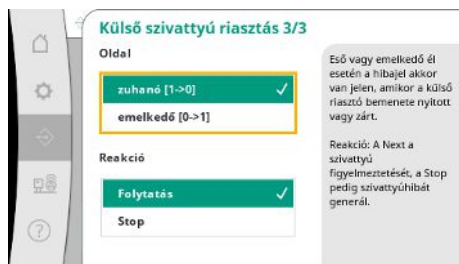 Külső szivattyú riasztás 3/3
Oldal
zuhanó [1->0]
emelkedő [0->1]
Reakció
Folytatás
Stop
Eső vagy emelkedő él
esetén a hibajel akkor
van jelen, amikor a külső
riasztó bemenete nyitott
vagy zárt.
Reakció: A Next a
szivattyú
figyelmeztetését, a Stop
pedig szivattyúhibát
generál.